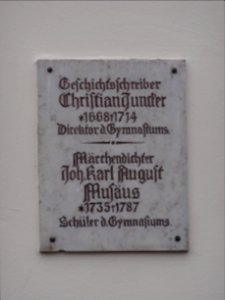 Geschichtsschreiber
Christian Juncker
*1668†1714
Direktor d. Gymnasiums.
Märchendichter
Joh. Karl August
Musäus
*1735†1787
Schüler d. Gymnasiums.